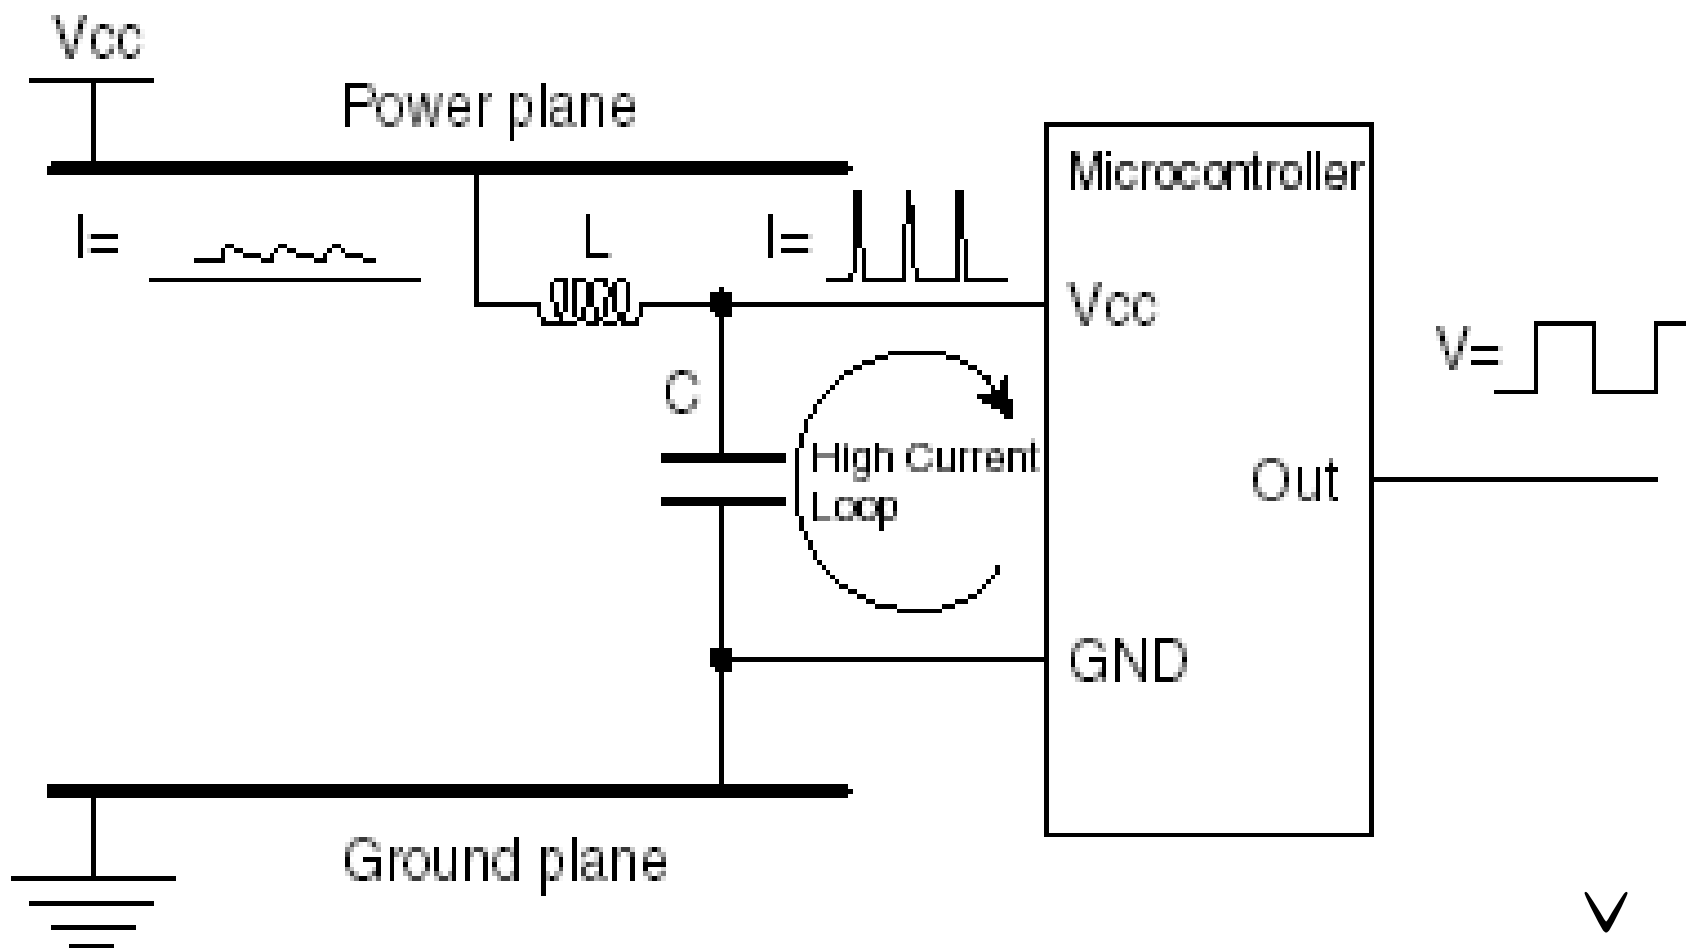 Vcc
Power plane
Microcontroller
I=
L
I=
Vcc
V=
C
High Current
Loop
Out
GND
Ground plane
V